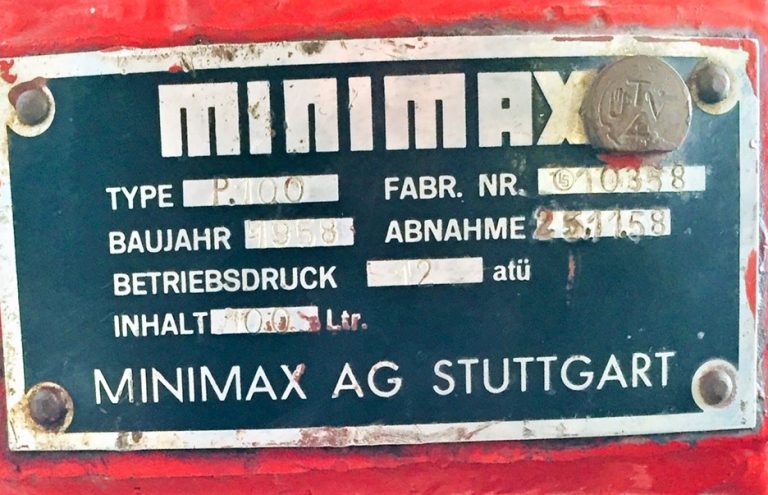 MINIMAX
TYPE P.100 FABR. NR. 10358
BAUJAHR 1958 ABNAHME 25.11.58
BETRIEBSDRUCK 12 atü
INHALT 100 Ltr.
MINIMAX AG STUTTGART